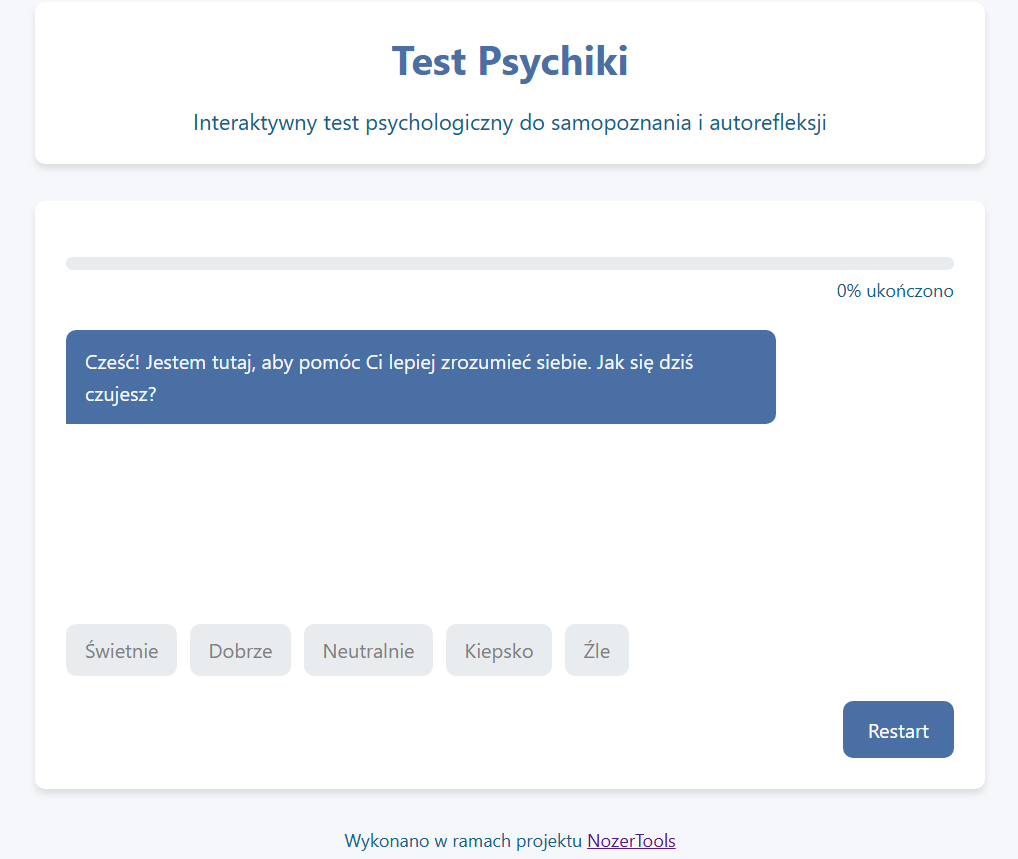 Test Psychiki
Interaktywny test psychologiczny do samopoznania i autorefleksji
0% ukończono
Cześć! Jestem tutaj, aby pomóc Ci lepiej zrozumieć siebie. Jak się dziś
czujesz?
Świetnie
Dobrze
Neutralnie
Kiepsko
Źle
Restart
Wykonano w ramach projektu NozerTools